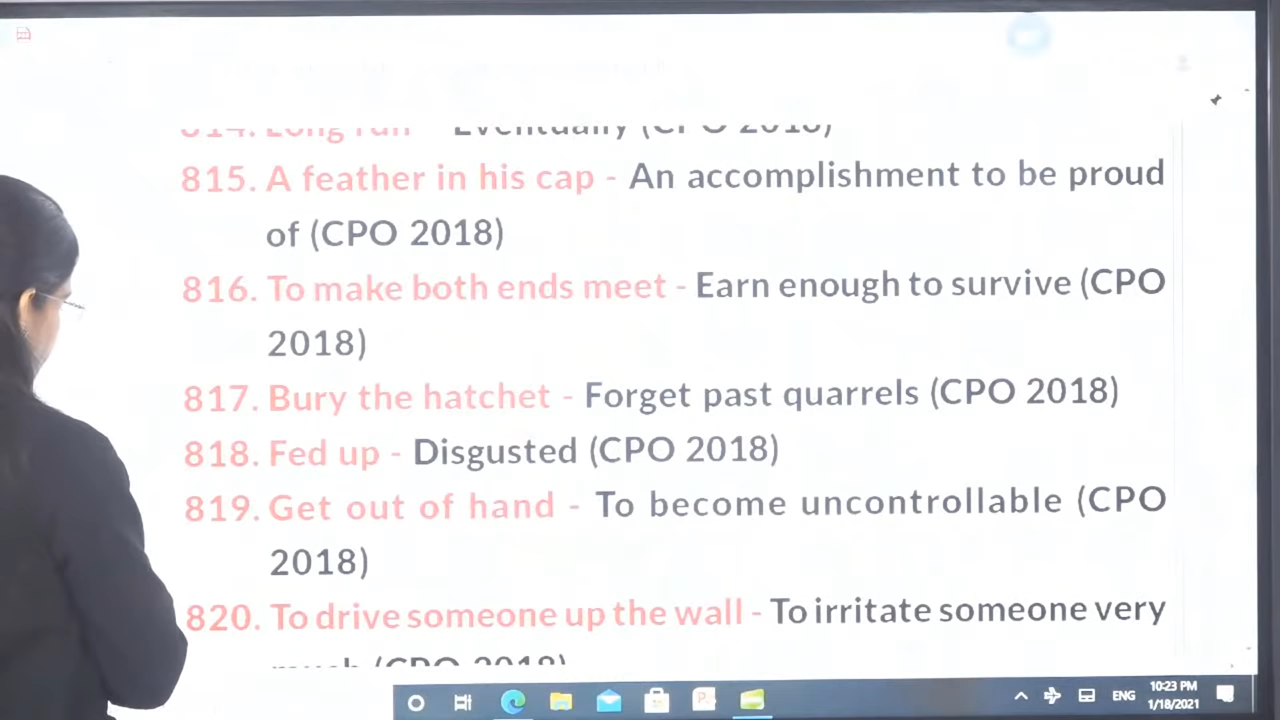 814. Long run Eventually (CPO 2018)
815. A feather in his cap - An accomplishment to be proud
of (CPO 2018)
816. To make both ends meet - Earn enough to survive (CPO
2018)
817. Bury the hatchet - Forget past quarrels (CPO 2018)
818. Fed up - Disgusted (CPO 2018)
819. Get out of hand - To become uncontrollable (CPO
2018)
820. To drive someone up the wall - To irritate someone very
much (CPO 2018)
ENG
10:23 PM
1/18/2021